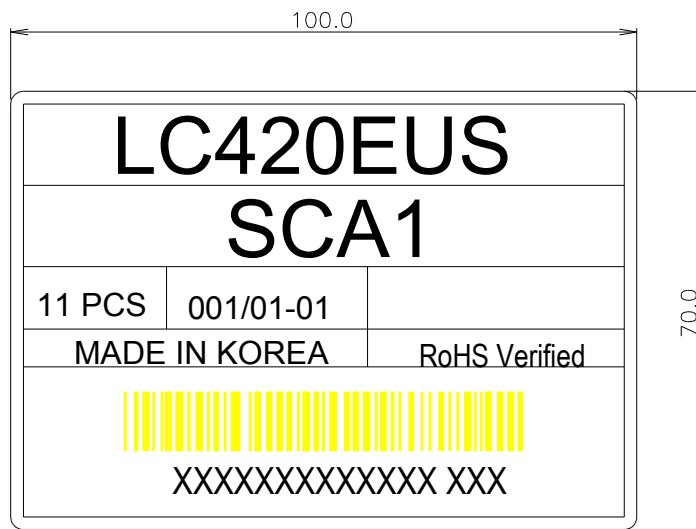 100.0
LC420EUS
SCA1
11 PCS 001/01-01
70.0
MADE IN KOREA RoHS Verified
XXXXXXXXXXXXX XXX